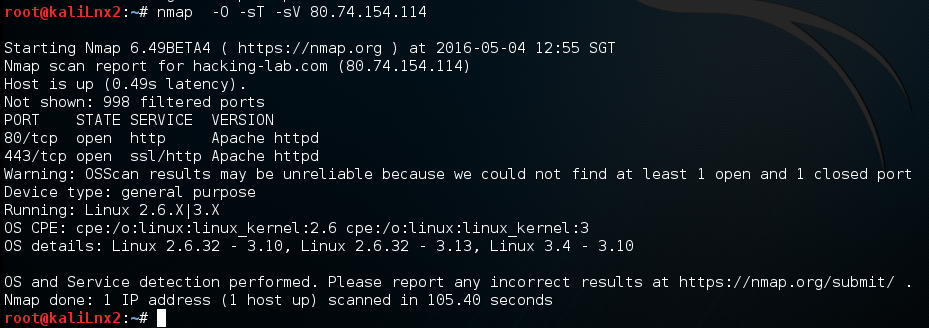 root@kaliLnx2:~# nmap  -O -sT -sV 80.74.154.114

Starting Nmap 6.49BETA4 ( https://nmap.org ) at 2016-05-04 12:55 SGT
Nmap scan report for hacking-lab.com (80.74.154.114)
Host is up (0.49s latency).
Not shown: 998 filtered ports
PORT    STATE SERVICE  VERSION
80/tcp  open  http     Apache httpd
443/tcp open  ssl/http Apache httpd
Warning: OSScan results may be unreliable because we could not find at least 1 open and 1 closed port
Device type: general purpose
Running: Linux 2.6.X|3.X
OS CPE: cpe:/o:linux:linux_kernel:2.6 cpe:/o:linux:linux_kernel:3
OS details: Linux 2.6.32 - 3.10, Linux 2.6.32 - 3.13, Linux 3.4 - 3.10

OS and Service detection performed. Please report any incorrect results at https://nmap.org/submit/ .
Nmap done: 1 IP address (1 host up) scanned in 105.40 seconds
root@kaliLnx2:~#